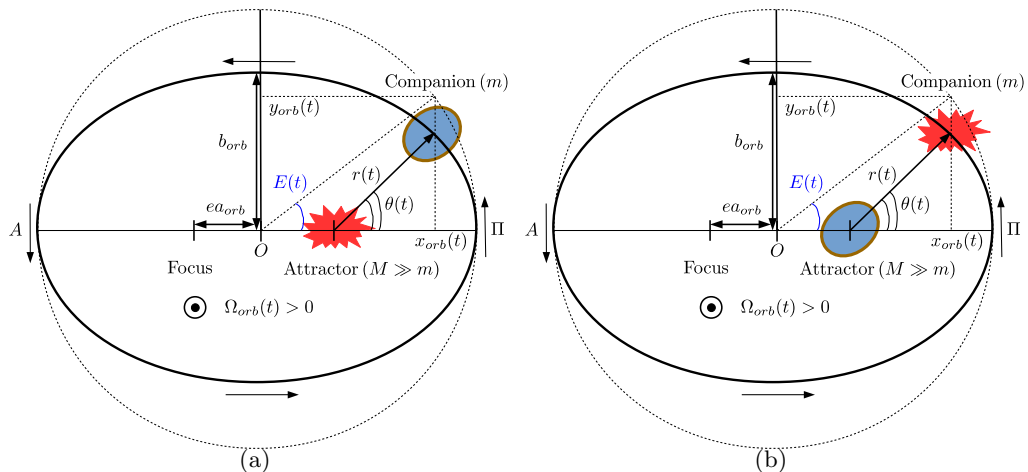 Companion (m)
y_orb(t)
b_orb
r(t)
E(t)
ea_orb
θ(t)
A
Π
O
x_orb(t)
Focus
Attractor (M ≫ m)
Ω_orb(t) > 0
(a)
Companion (m)
y_orb(t)
b_orb
r(t)
E(t)
ea_orb
θ(t)
A
Π
O
x_orb(t)
Focus
Attractor (M ≫ m)
Ω_orb(t) > 0
(b)